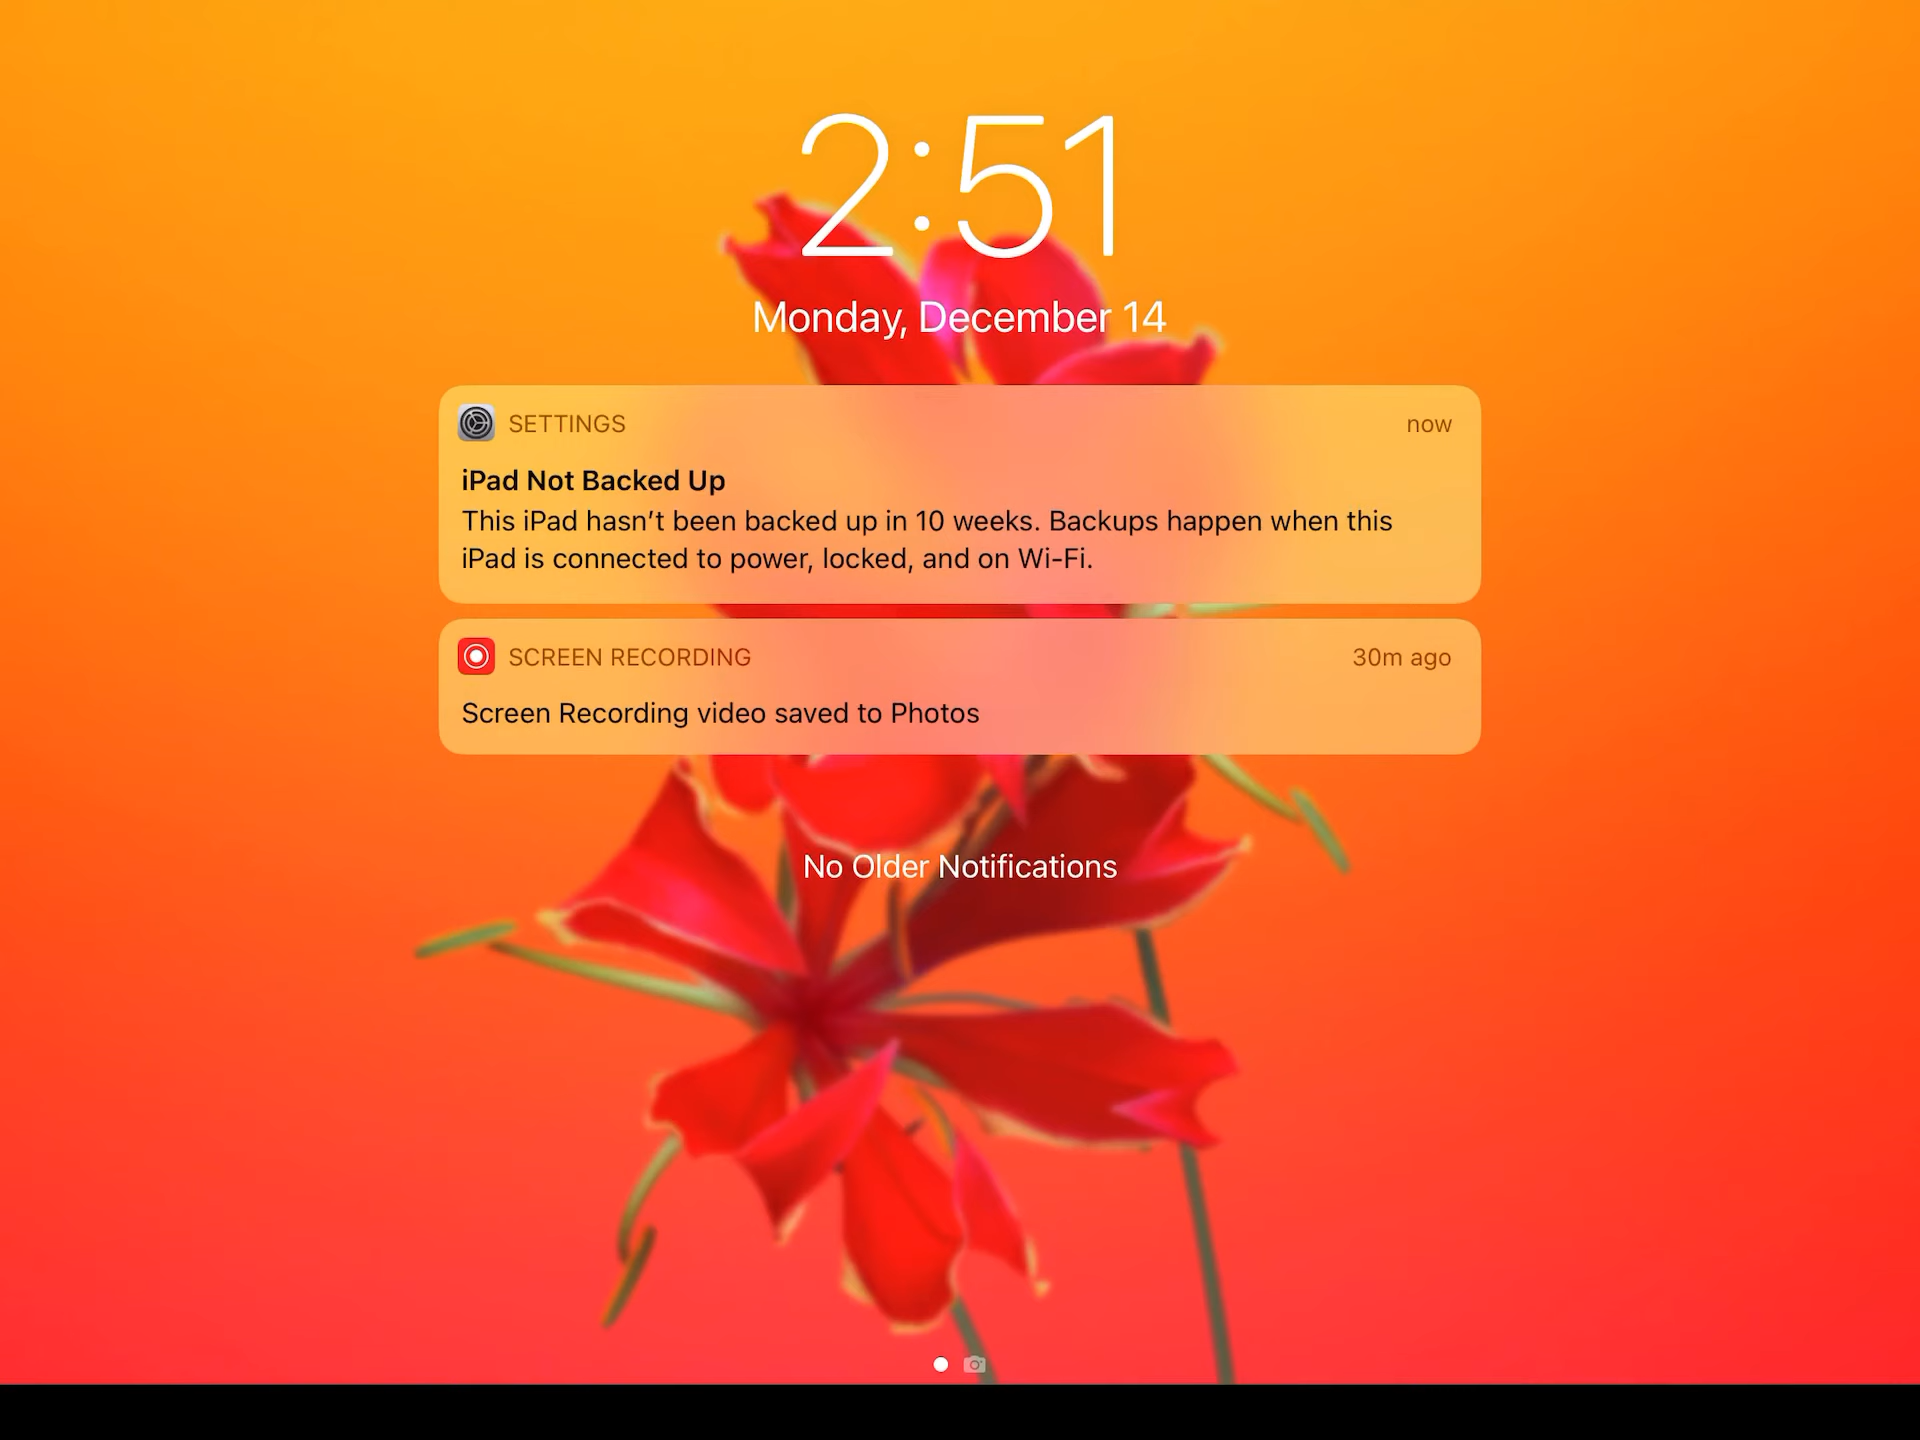 2:51
Monday, December 14
SETTINGS now
iPad Not Backed Up
This iPad hasn’t been backed up in 10 weeks. Backups happen when this
iPad is connected to power, locked, and on Wi-Fi.
SCREEN RECORDING 30m ago
Screen Recording video saved to Photos
No Older Notifications